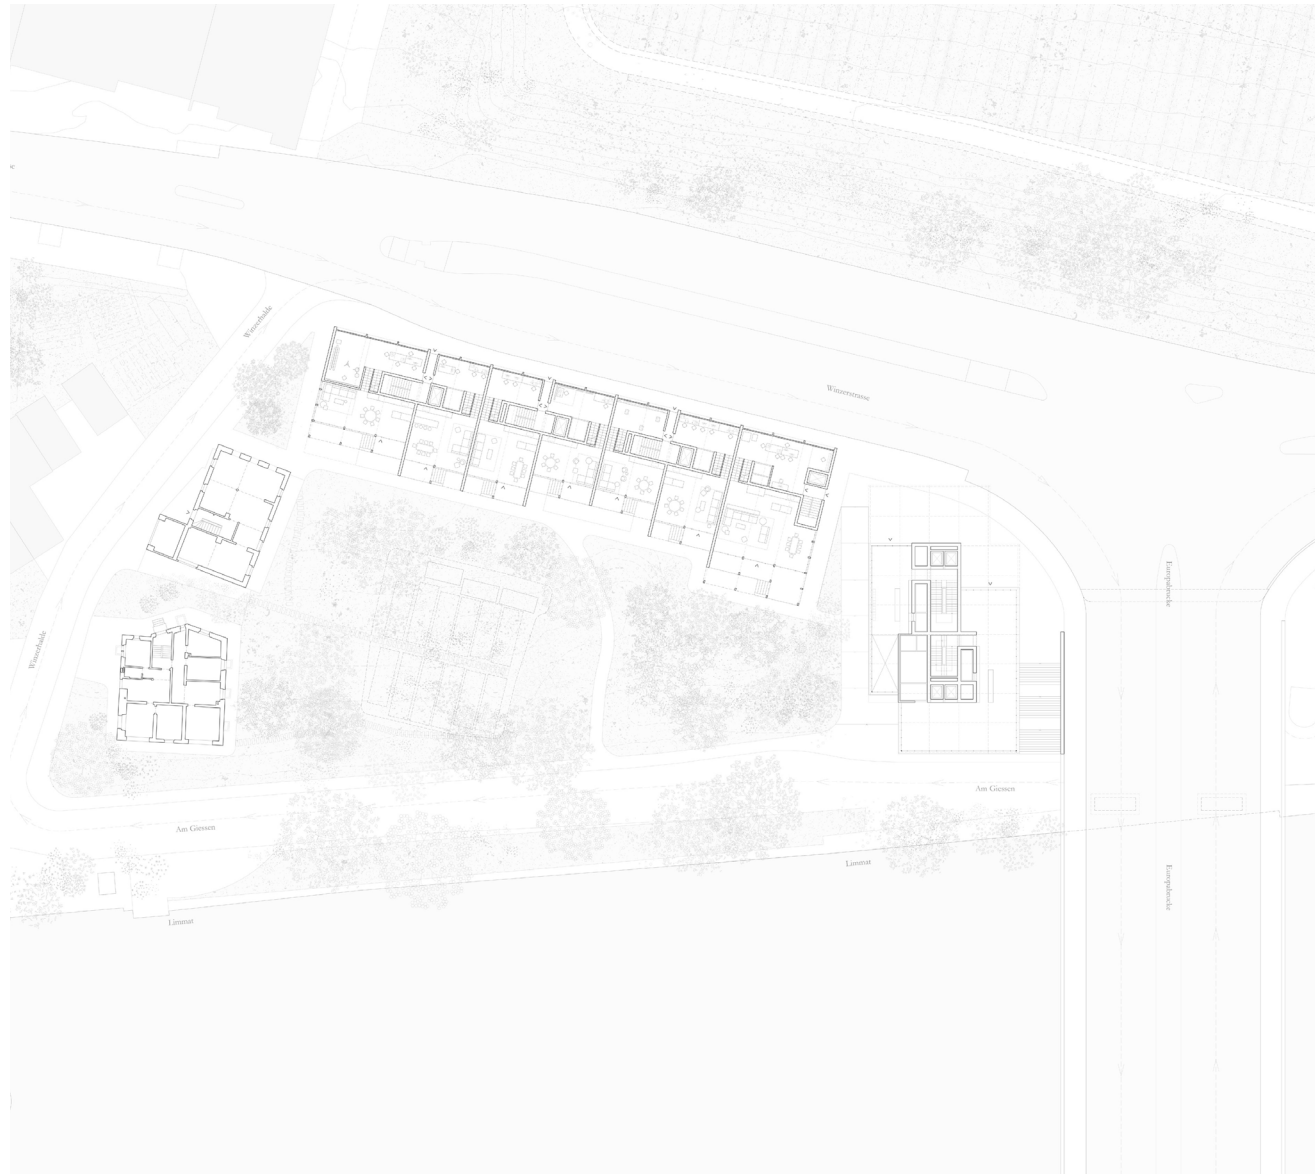 Winzerhalde
Winzerstrasse
Europabrücke
Winzerhalde
Am Giessen
Am Giessen
Limmat
Europabrücke
Limmat